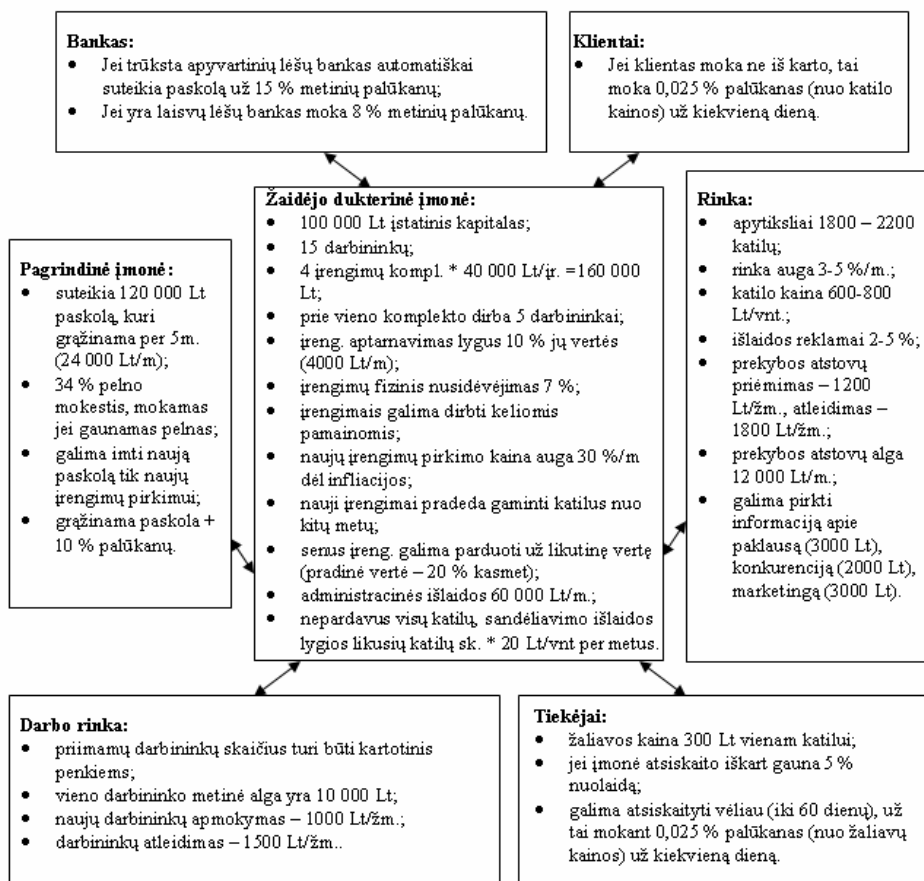 Bankas:
• Jei trūksta apyvartinių lėšų bankas automatiškai
suteikia paskolą už 15 % metinių palūkanų;
• Jei yra laisvų lėšų bankas moka 8 % metinių palūkanų.
Klientai:
• Jei klientas moka ne iš karto, tai
moka 0,025 % palūkanas (nuo katilo
kainos) už kiekvieną dieną.
Pagrindinė įmonė:
• suteikia 120 000 Lt
paskolą, kuri
grąžinama per 5m.
(24 000 Lt/m);
• 34 % pelno
mokestis, mokamas
jei gaunamas pelnas;
• galima imti naują
paskolą tik naujų
įrengimų pirkimui;
• grąžinama paskola +
10 % palūkanų.
Žaidėjo dukterinė įmonė:
• 100 000 Lt įstatinis kapitalas;
• 15 darbininkų;
• 4 įrengimų kompl. * 40 000 Lt/įr. =160 000
Lt;
• prie vieno komplekto dirba 5 darbininkai;
• įreng. aptarnavimas lygus 10 % jų vertės
(4000 Lt/m);
• įrengimų fizinis nusidėvėjimas 7 %;
• įrengimais galima dirbti keliomis
pamainomis;
• naujų įrengimų pirkimo kaina auga 30 %/m
dėl infliacijos;
• nauji įrengimai pradeda gaminti katilus nuo
kitų metų;
• senus įreng. galima parduoti už likutinę vertę
(pradinė vertė – 20 % kasmet);
• administracinės išlaidos 60 000 Lt/m.;
• nepardavus visų katilų, sandėliavimo išlaidos
lygios likusių katilų sk. * 20 Lt/vnt per metus.
Rinka:
• apytiksliai 1800 – 2200
katilų;
• rinka auga 3-5 %/m.;
• katilo kaina 600-800
Lt/vnt.;
• išlaidos reklamai 2-5 %;
• prekybos atstovų
priėmimas – 1200
Lt/žm., atleidimas –
1800 Lt/žm.;
• prekybos atstovų alga
12 000 Lt/m.;
• galima pirkti
informaciją apie
paklausą (3000 Lt),
konkurenciją (2000 Lt),
marketingą (3000 Lt).
Darbo rinka:
• priimamų darbininkų skaičius turi būti kartotinis
penkiems;
• vieno darbininko metinė alga yra 10 000 Lt;
• naujų darbininkų apmokymas – 1000 Lt/žm.;
• darbininkų atleidimas – 1500 Lt/žm..
Tiekėjai:
• žaliavos kaina 300 Lt vienam katilui;
• jei įmonė atsiskaito iškart gauna 5 %
nuolaidą;
• galima atsiskaityti vėliau (iki 60 dienų), už
tai mokant 0,025 % palūkanas (nuo žaliavų
kainos) už kiekvieną dieną.